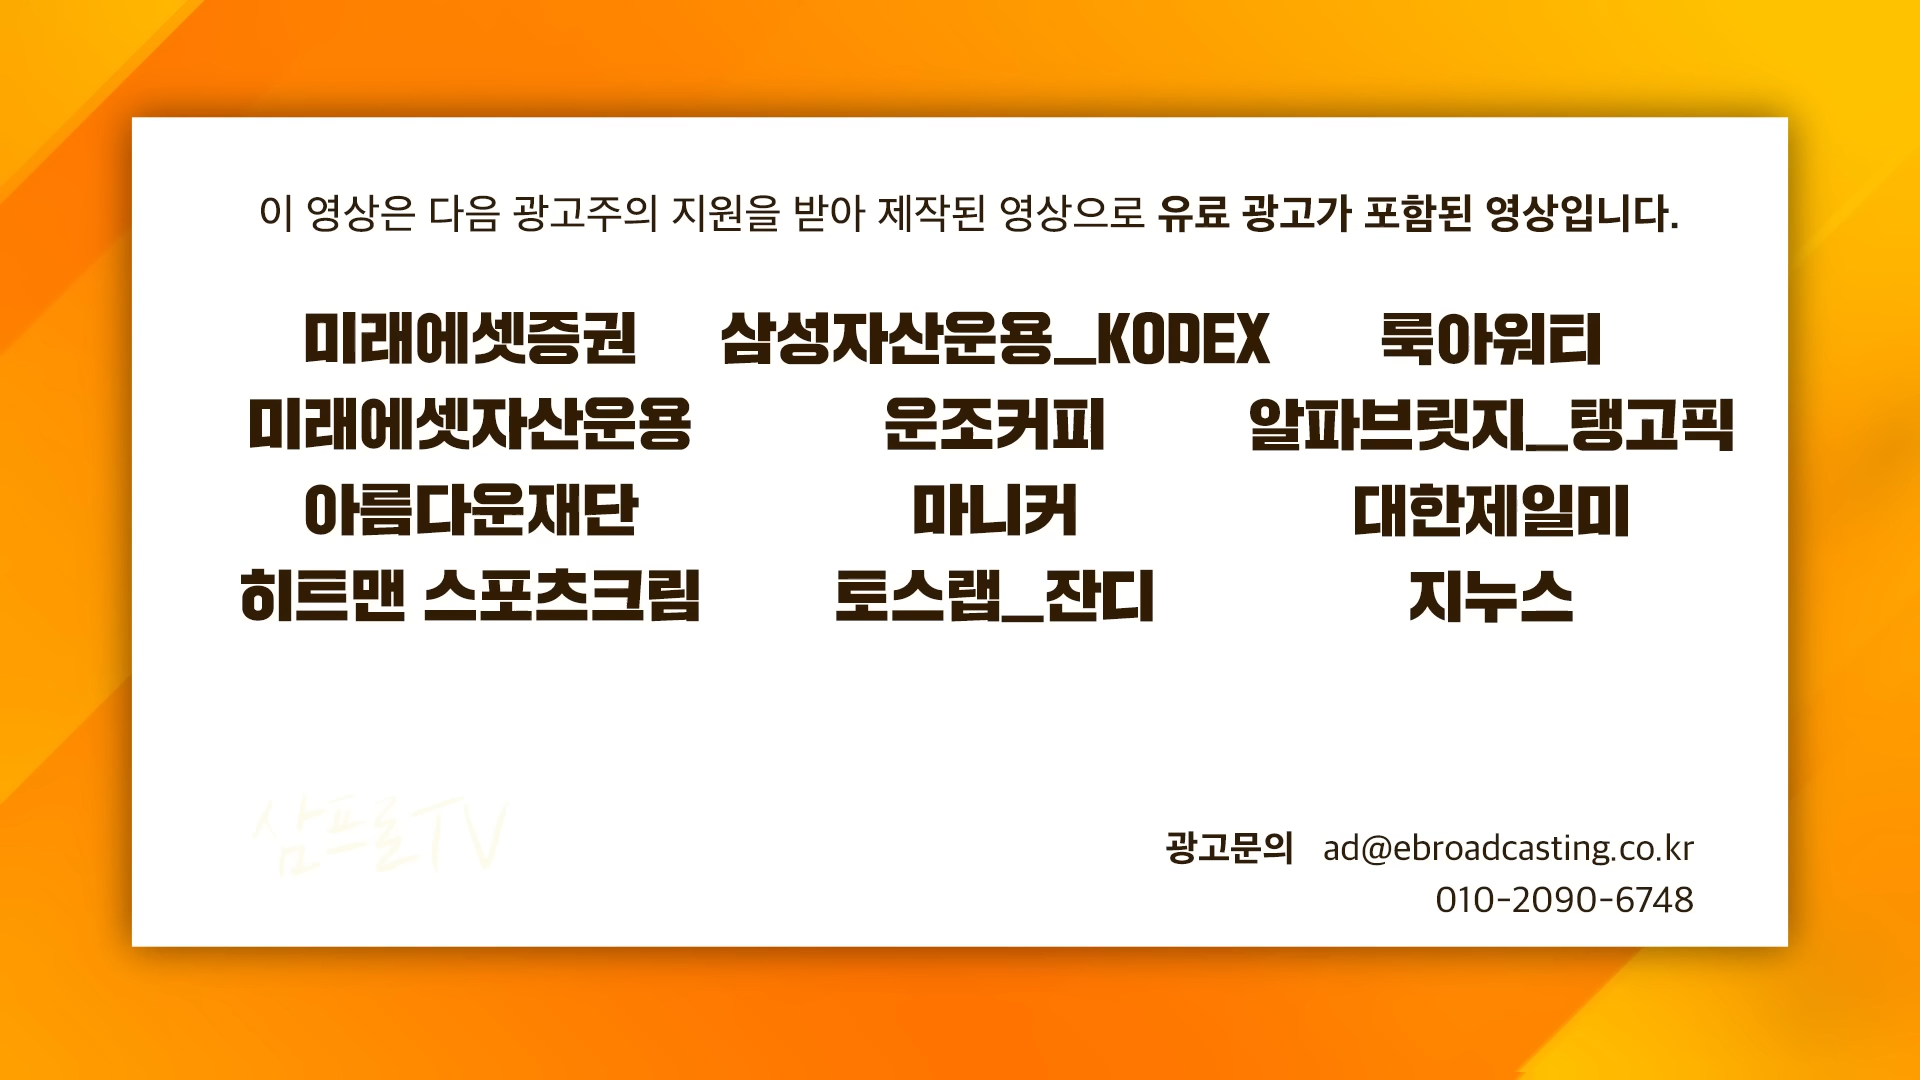 이 영상은 다음 광고주의 지원을 받아 제작된 영상으로 유료 광고가 포함된 영상입니다.
미래에셋증권 삼성자산운용_KODEX 룩아워티
미래에셋자산운용 운조커피 알파브릿지_탱고픽
아름다운재단 마니커 대한제일미
히트맨 스포츠크림 토스랩_잔디 지누스
삼프로TV
광고문의 ad@ebroadcasting.co.kr
010-2090-6748